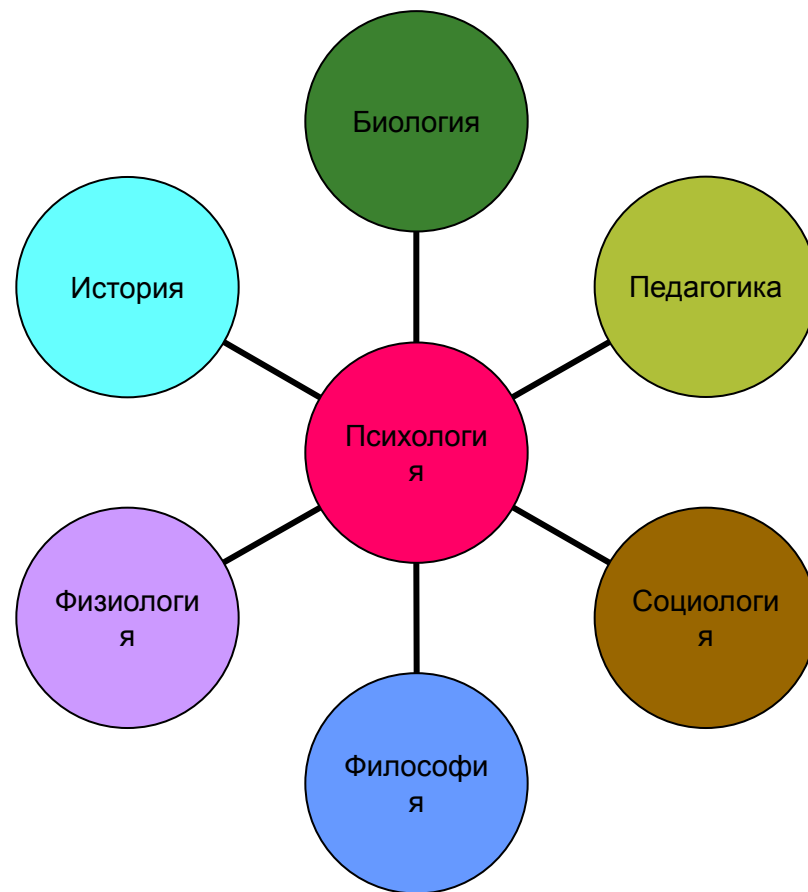 Биология
История
Педагогика
Психологи
я
Физиологи
я
Социологи
я
Философи
я